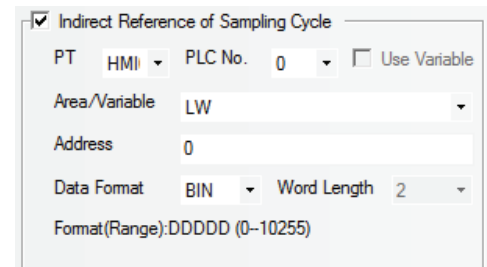 Indirect Reference of Sampling Cycle
PT HMI PLC No. 0 Use Variable
Area/Variable LW
Address 0
Data Format BIN Word Length 2
Format(Range):DDDDD (0--10255)